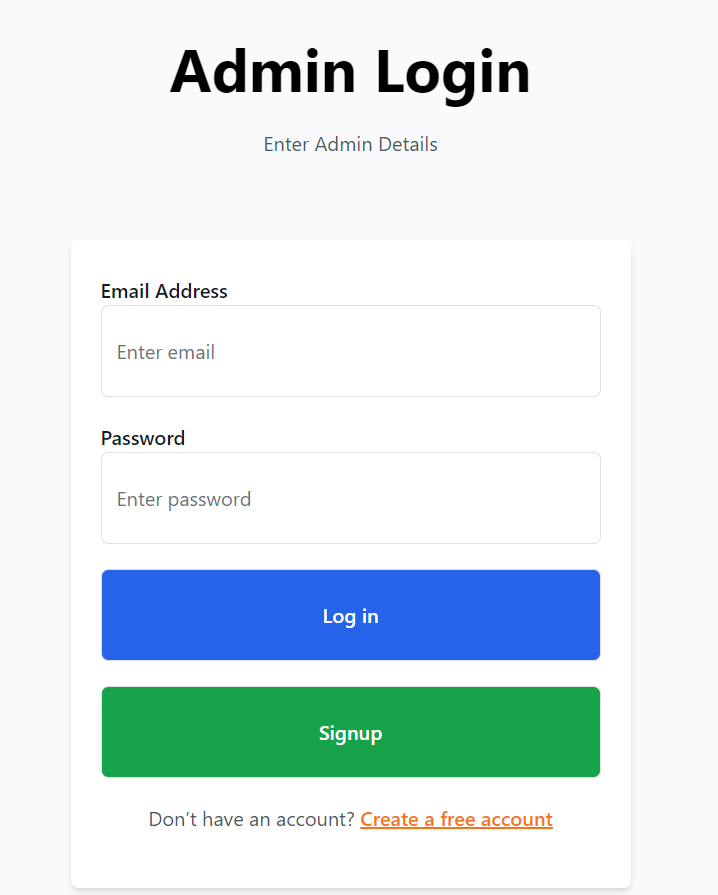 Admin Login
Enter Admin Details
Email Address
Enter email
Password
Enter password
Log in
Signup
Don’t have an account? Create a free account